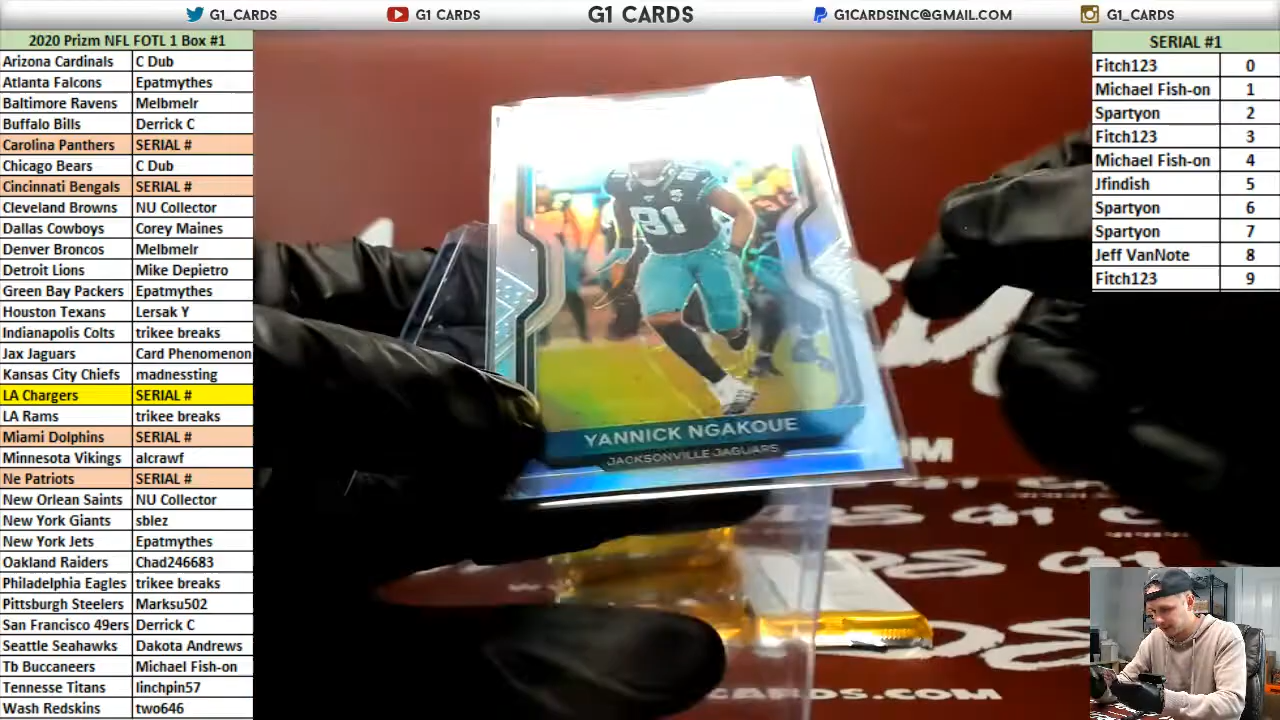 G1_CARDS
G1 CARDS
G1 CARDS
G1CARDSINC@GMAIL.COM
G1_CARDS
2020 Prizm NFL FOTL 1 Box #1
Arizona Cardinals C Dub
Atlanta Falcons Epatmythes
Baltimore Ravens Melbmelr
Buffalo Bills Derrick C
Carolina Panthers SERIAL #
Chicago Bears C Dub
Cincinnati Bengals SERIAL #
Cleveland Browns NU Collector
Dallas Cowboys Corey Maines
Denver Broncos Melbmelr
Detroit Lions Mike Depietro
Green Bay Packers Epatmythes
Houston Texans Lersak Y
Indianapolis Colts trikee breaks
Jax Jaguars Card Phenomenon
Kansas City Chiefs madnessting
LA Chargers SERIAL #
LA Rams trikee breaks
Miami Dolphins SERIAL #
Minnesota Vikings alcrawf
Ne Patriots SERIAL #
New Orlean Saints NU Collector
New York Giants sblez
New York Jets Epatmythes
Oakland Raiders Chad246683
Philadelphia Eagles trikee breaks
Pittsburgh Steelers Marksu502
San Francisco 49ers Derrick C
Seattle Seahawks Dakota Andrews
Tb Buccaneers Michael Fish-on
Tennesse Titans linchpin57
Wash Redskins two646
SERIAL #1
Fitch123 0
Michael Fish-on 1
Spartyon 2
Fitch123 3
Michael Fish-on 4
Jfindish 5
Spartyon 6
Spartyon 7
Jeff VanNote 8
Fitch123 9
91
YANNICK NGAKOUE
JACKSONVILLE JAGUARS
.COM
CARDS.COM